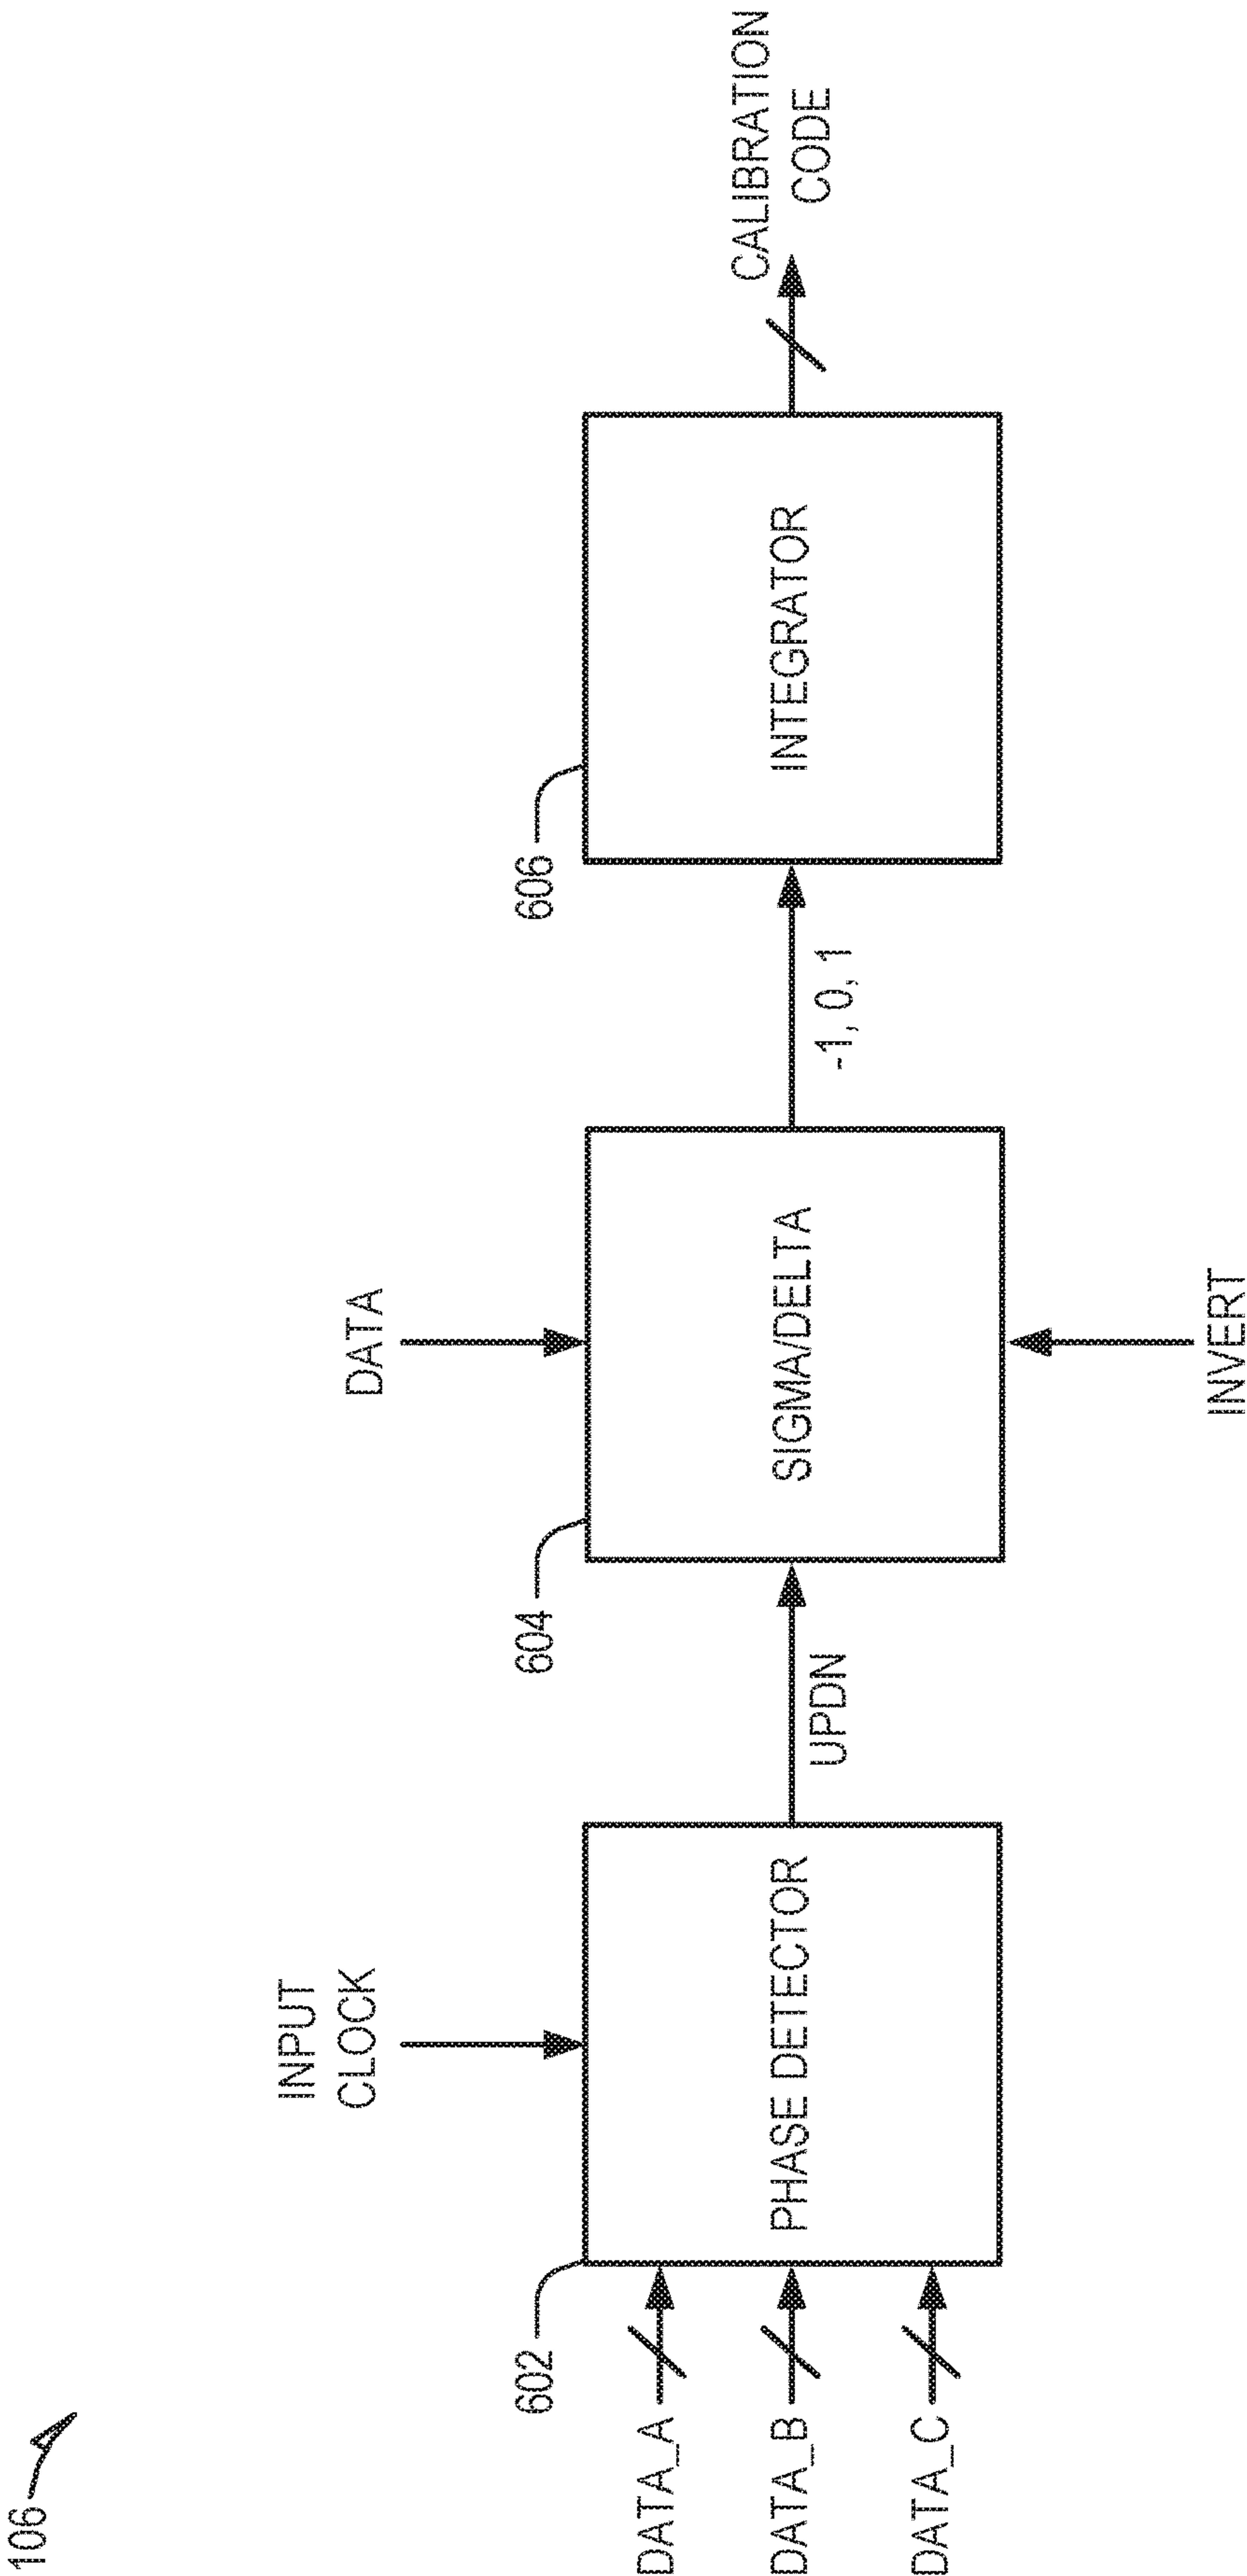 106
INPUT
CLOCK
DATA
602
604
606
DATA_A
DATA_B
DATA_C
PHASE DETECTOR
UPDN
SIGMA/DELTA
-1, 0, 1
INTEGRATOR
CALIBRATION
CODE
INVERT